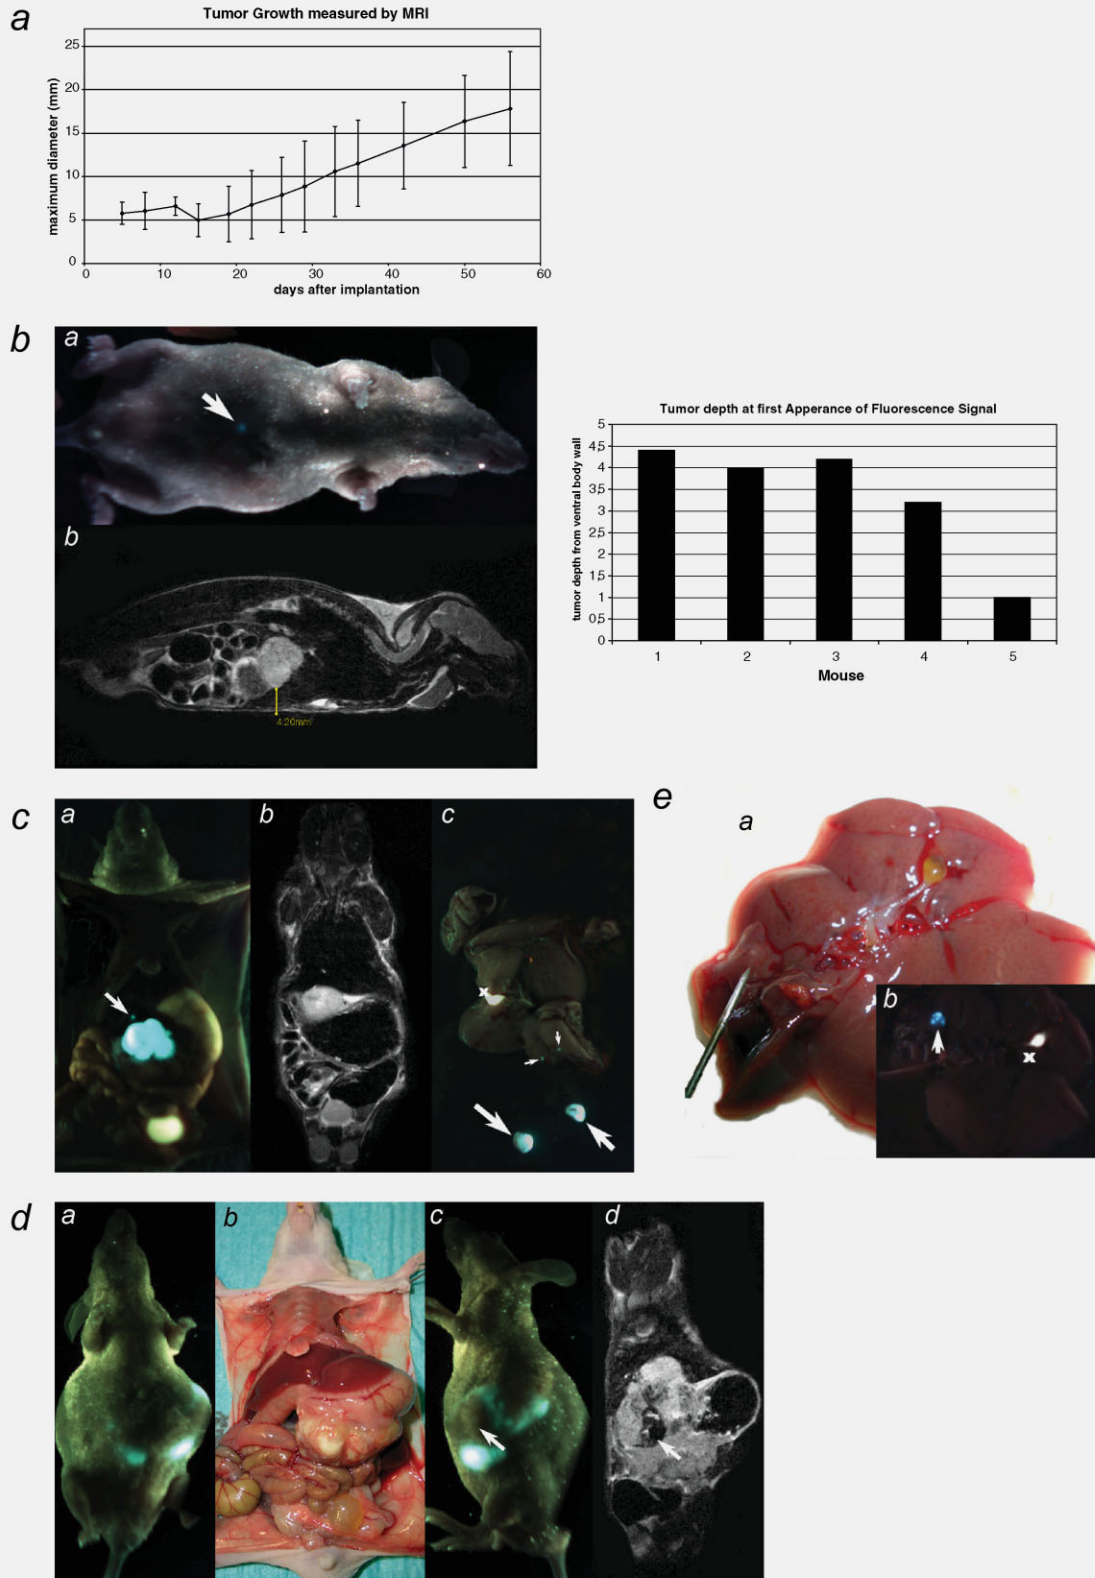 a
Tumor Growth measured by MRI
maximum diameter (mm)
25
20
15
10
5
0
0 10 20 30 40 50 60
days after implantation
b
a
b
4.20mm
Tumor depth at first Apperance of Fluorescence Signal
tumor depth from ventral body wall
5
4.5
4
3.5
3
2.5
2
1.5
1
0.5
0
1 2 3 4 5
Mouse
c
a
b
c
x
e
a
b
x
d
a
b
c
d